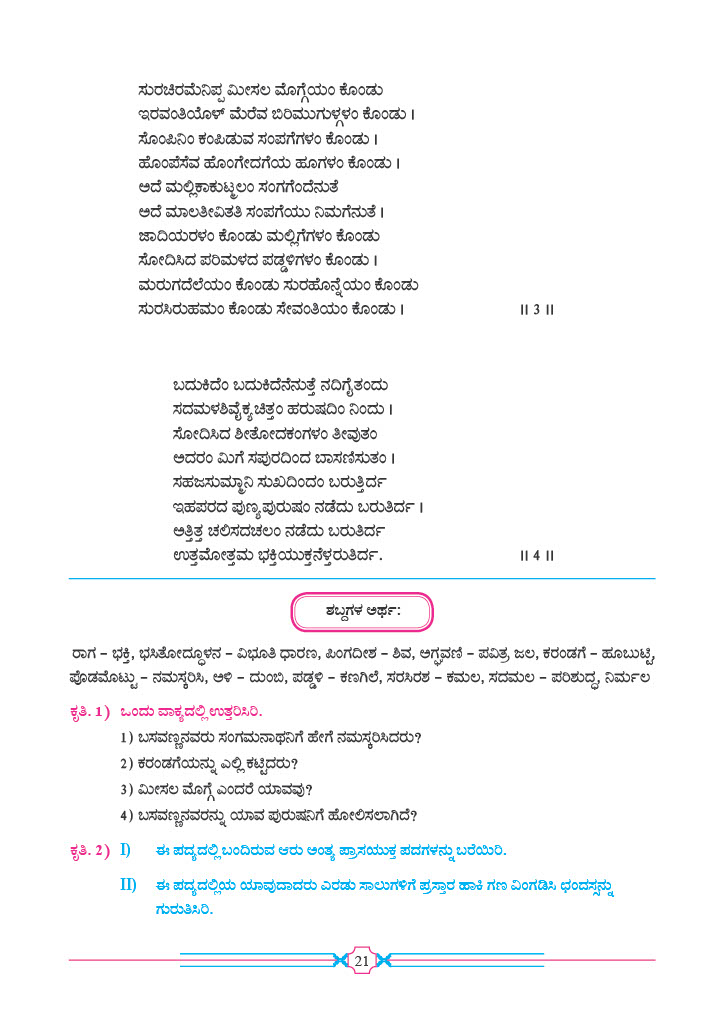 ಸುರಚಿರಮೆನಿಪ್ಪ ಮೀಸಲ ಮೊಗ್ಗೆಯಂ ಕೊಂಡು
ಇರವಂತಿಯೊಳ್ ಮೆರೆವ ಬಿರಿಮುಗುಳ್ಗಳಂ ಕೊಂಡು ।
ಸೊಂಪಿನಿಂ ಕಂಪಿಡುವ ಸಂಪಗೆಗಳಂ ಕೊಂಡು ।
ಹೊಂಪೆಸೆವ ಹೊಂಗೇದಗೆಯ ಹೂಗಳಂ ಕೊಂಡು ।
ಅದೆ ಮಲ್ಲಿಕಾಕುಟ್ಮಲಂ ಸಂಗಗೆಂದೆನುತೆ
ಅದೆ ಮಾಲತೀವಿತತಿ ಸಂಪಗೆಯು ನಿಮಗೆನುತೆ ।
ಜಾದಿಯರಳಂ ಕೊಂಡು ಮಲ್ಲಿಗೆಗಳಂ ಕೊಂಡು
ಸೋದಿಸಿದ ಪರಿಮಳದ ಪಡ್ಡಳಿಗಳಂ ಕೊಂಡು ।
ಮರುಗದೆಲೆಯಂ ಕೊಂಡು ಸುರಹೊನ್ನೆಯಂ ಕೊಂಡು
ಸುರಸಿರುಹಮಂ ಕೊಂಡು ಸೇವಂತಿಯಂ ಕೊಂಡು । ॥ 3 ॥
ಬದುಕಿದೆಂ ಬದುಕಿದೆನೆನುತ್ತೆ ನದಿಗೈತಂದು
ಸದಮಳಶಿವೈಕ್ಯಚಿತ್ತಂ ಹರುಷದಿಂ ನಿಂದು ।
ಸೋದಿಸಿದ ಶೀತೋದಕಂಗಳಂ ತೀವುತಂ
ಅದರಂ ಮಿಗೆ ಸಪುರದಿಂದ ಬಾಸಣಿಸುತಂ ।
ಸಹಜಸುಮ್ಮಾನಿ ಸುಖದಿಂದಂ ಬರುತ್ತಿರ್ದ
ಇಹಪರದ ಪುಣ್ಯಪುರುಷಂ ನಡೆದು ಬರುತಿರ್ದ ।
ಅತ್ತಿತ್ತ ಚಲಿಸದಚಲಂ ನಡೆದು ಬರುತಿರ್ದ
ಉತ್ತಮೋತ್ತಮ ಭಕ್ತಿಯುಕ್ತನೆಳ್ತರುತಿರ್ದ. ॥ 4 ॥
ಶಬ್ದಗಳ ಅರ್ಥ:
ರಾಗ – ಭಕ್ತಿ, ಭಸಿತೋದ್ಧೂಳನ – ವಿಭೂತಿ ಧಾರಣ, ಪಿಂಗದೀಶ – ಶಿವ, ಅಗ್ಘವಣಿ – ಪವಿತ್ರ ಜಲ, ಕರಂಡಗೆ – ಹೂಬುಟ್ಟಿ,
ಪೊಡಮೊಟ್ಟು – ನಮಸ್ಕರಿಸಿ, ಅಳಿ – ದುಂಬಿ, ಪಡ್ಡಳಿ – ಕಣಗಿಲೆ, ಸರಸಿರಶ – ಕಮಲ, ಸದಮಲ – ಪರಿಶುದ್ಧ, ನಿರ್ಮಲ
ಕೃತಿ. 1) ಒಂದು ವಾಕ್ಯದಲ್ಲಿ ಉತ್ತರಿಸಿರಿ.
1) ಬಸವಣ್ಣನವರು ಸಂಗಮನಾಥನಿಗೆ ಹೇಗೆ ನಮಸ್ಕರಿಸಿದರು?
2) ಕರಂಡಗೆಯನ್ನು ಎಲ್ಲಿ ಕಟ್ಟಿದರು?
3) ಮೀಸಲ ಮೊಗ್ಗೆ ಎಂದರೆ ಯಾವವು?
4) ಬಸವಣ್ಣನವರನ್ನು ಯಾವ ಪುರುಷನಿಗೆ ಹೋಲಿಸಲಾಗಿದೆ?
ಕೃತಿ. 2) I) ಈ ಪದ್ಯದಲ್ಲಿ ಬಂದಿರುವ ಆರು ಅಂತ್ಯ ಪ್ರಾಸಯುಕ್ತ ಪದಗಳನ್ನು ಬರೆಯಿರಿ.
II) ಈ ಪದ್ಯದಲ್ಲಿಯ ಯಾವುದಾದರು ಎರಡು ಸಾಲುಗಳಿಗೆ ಪ್ರಸ್ತಾರ ಹಾಕಿ ಗಣ ವಿಂಗಡಿಸಿ ಛಂದಸ್ಸನ್ನು
ಗುರುತಿಸಿರಿ.
21